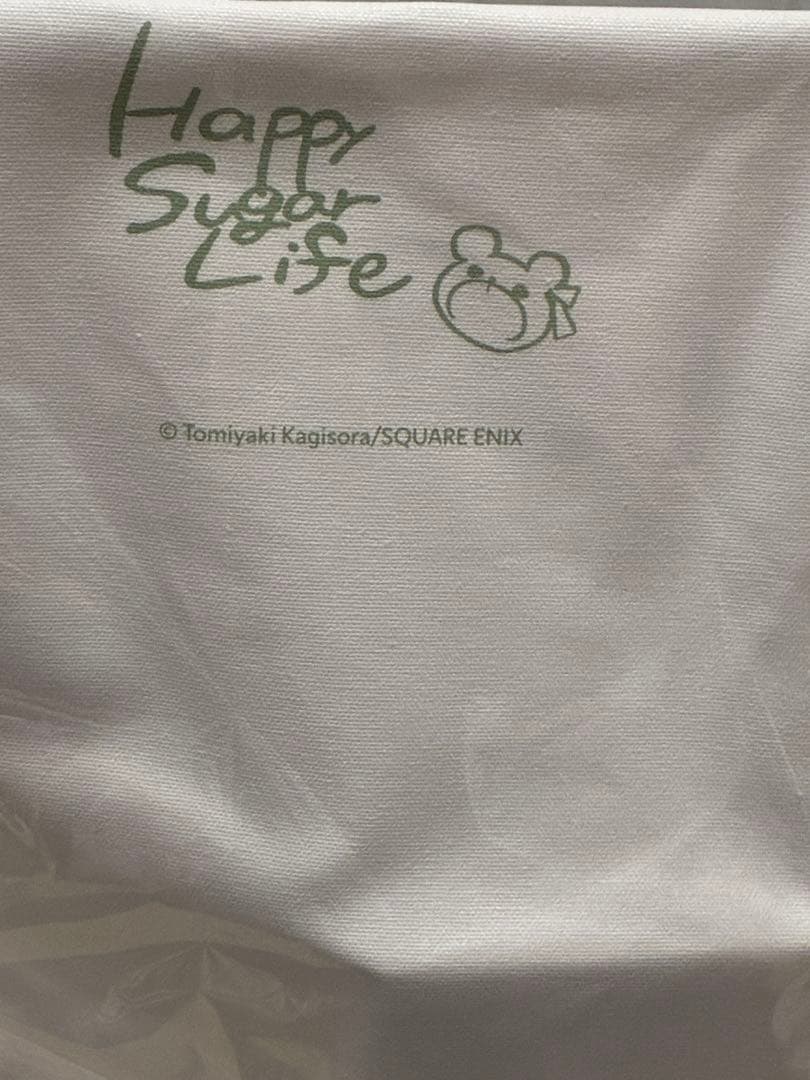 Happy
Sugar
Life
© Tomiyaki Kagisora/SQUARE ENIX